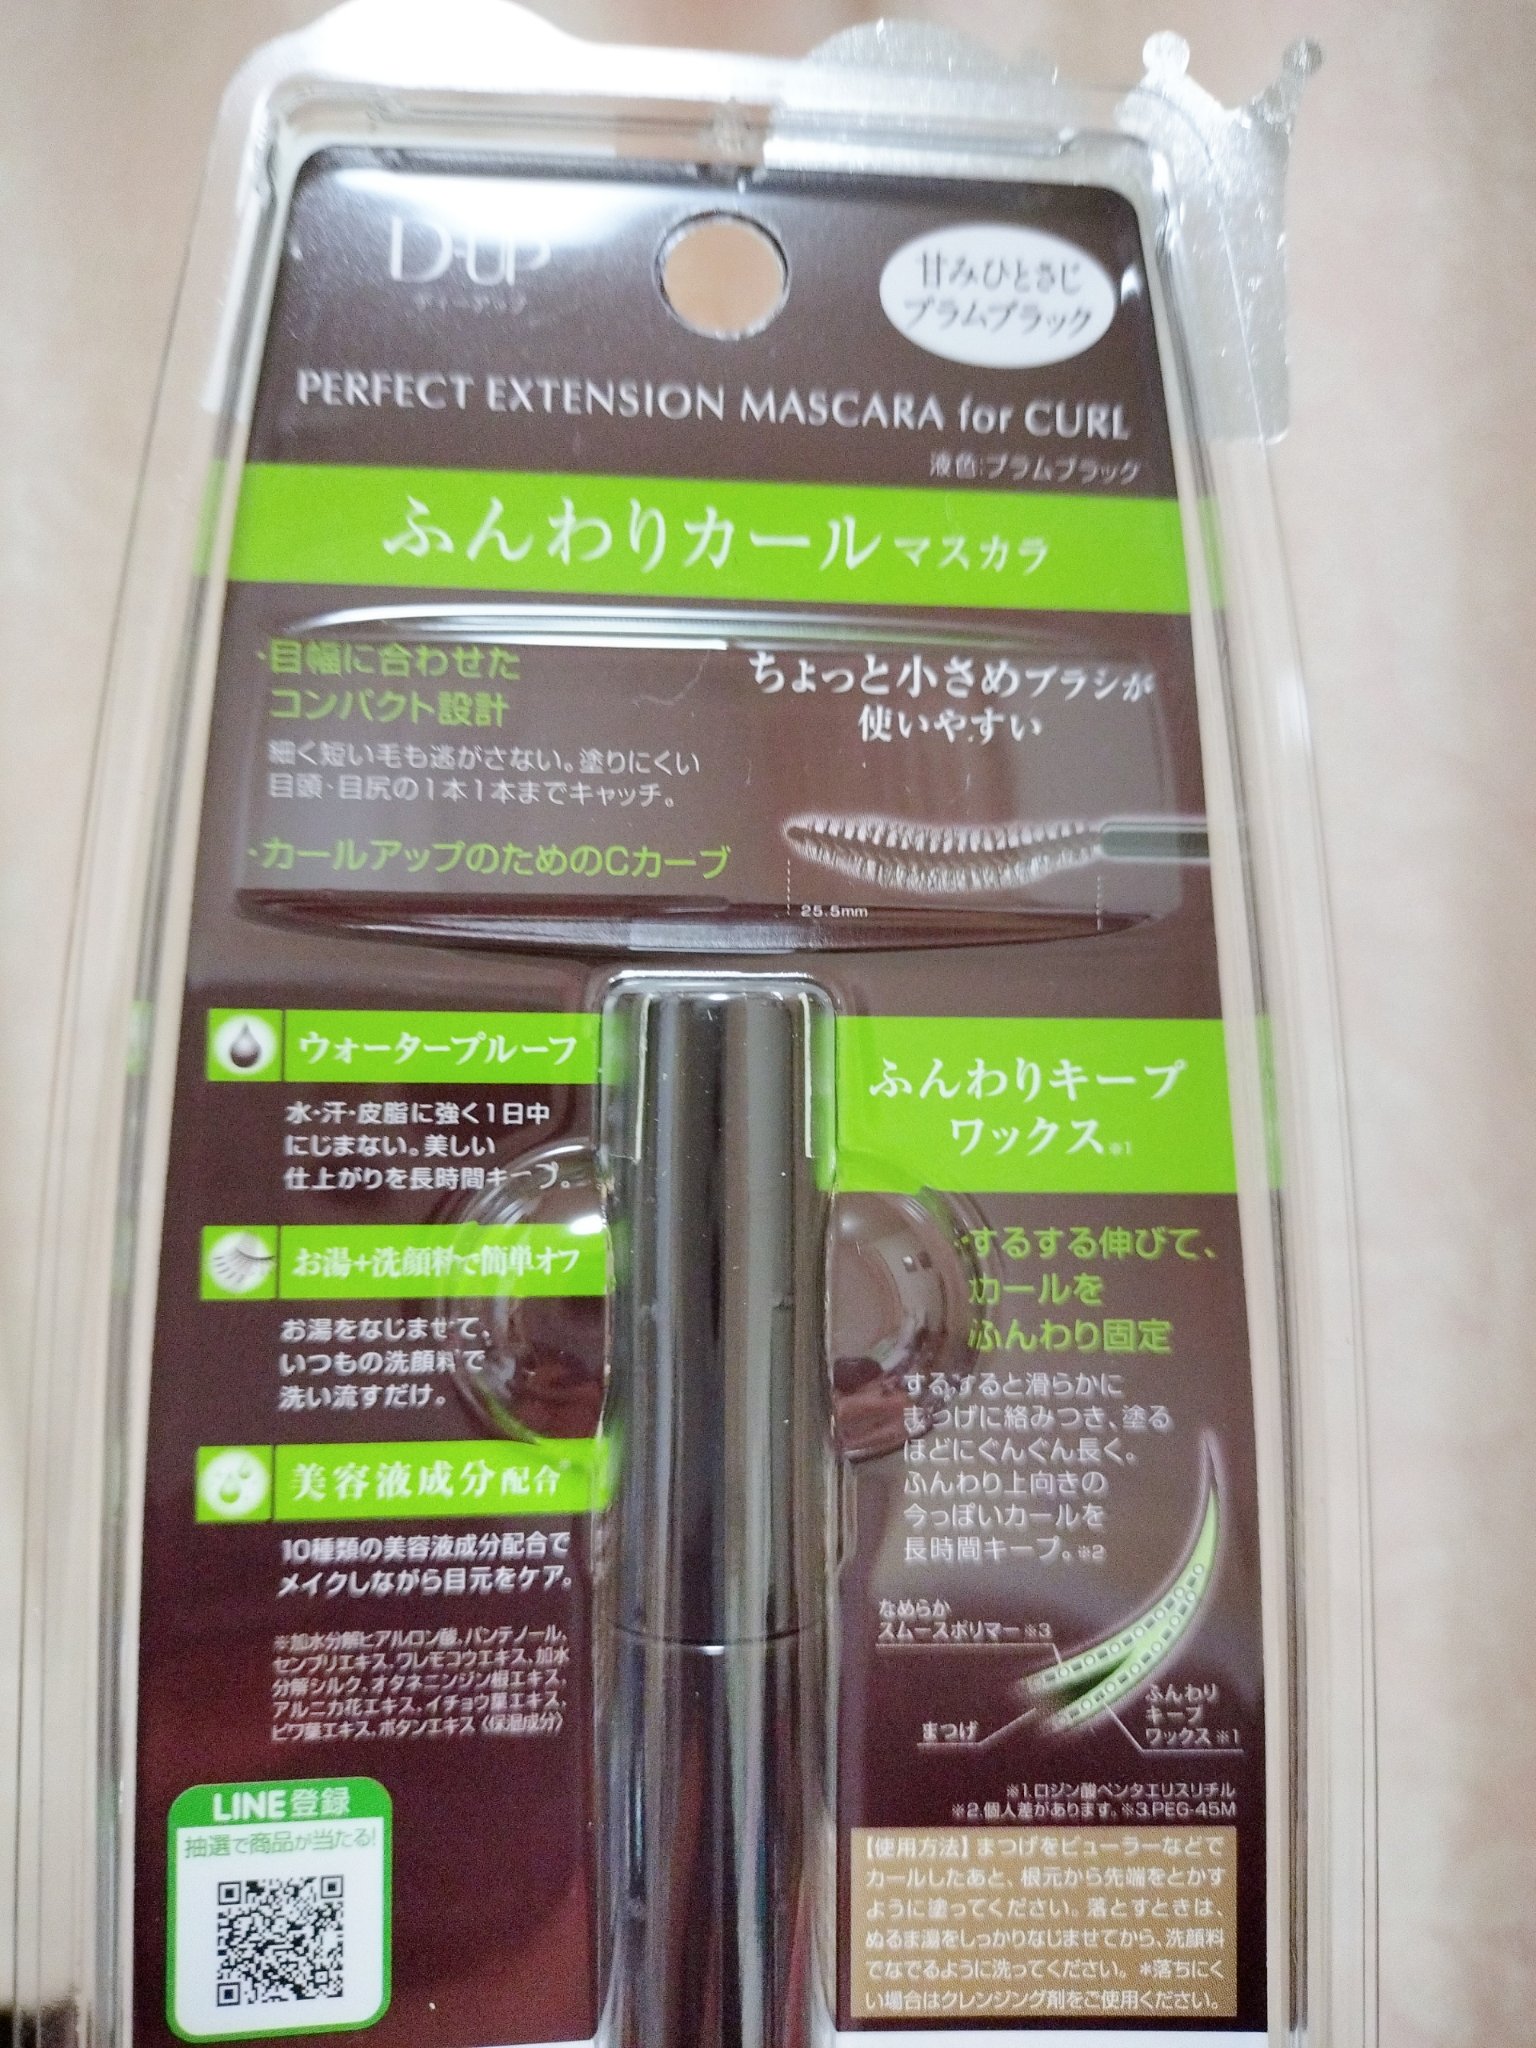 D-UP
ディーアップ
甘みひとさじ
プラムブラック
PERFECT EXTENSION MASCARA for CURL
液色:プラムブラック
ふんわりカールマスカラ
・目幅に合わせた
コンパクト設計
細く短い毛も逃がさない。塗りにくい
目頭・目尻の1本1本までキャッチ。
・カールアップのためのCカーブ
ちょっと小さめブラシが
使いやすい
25.5mm
ウォータープルーフ
水・汗・皮脂に強く1日中
にじまない。美しい
仕上がりを長時間キープ。
お湯+洗顔料で簡単オフ
お湯をなじませて、
いつもの洗顔料で
洗い流すだけ。
美容液成分配合※
10種類の美容液成分配合で
メイクしながら目元をケア。
※加水分解ヒアルロン酸、パンテノール、
センブリエキス、ワレモコウエキス、加水
分解シルク、オタネニンジン根エキス、
アルニカ花エキス、イチョウ葉エキス、
ビワ葉エキス、ボタンエキス〈保湿成分〉
LINE登録
抽選で商品が当たる!
ふんわりキープ
ワックス※1
・するする伸びて、
カールを
ふんわり固定
するすると滑らかに
まつげに絡みつき、塗る
ほどにぐんぐん長く。
ふんわり上向きの
今っぽいカールを
長時間キープ。※2
なめらか
スムースポリマー※3
まつげ
ふんわり
キープ
ワックス※1
※1.ロジン酸ペンタエリスリチル
※2.個人差があります。※3.PEG-45M
【使用方法】まつげをビューラーなどで
カールしたあと、根元から先端をとかす
ように塗ってください。落とすときは、
ぬるま湯をしっかりなじませてから、洗顔料
でなでるように洗ってください。*落ちにく
い場合はクレンジング剤をご使用ください。